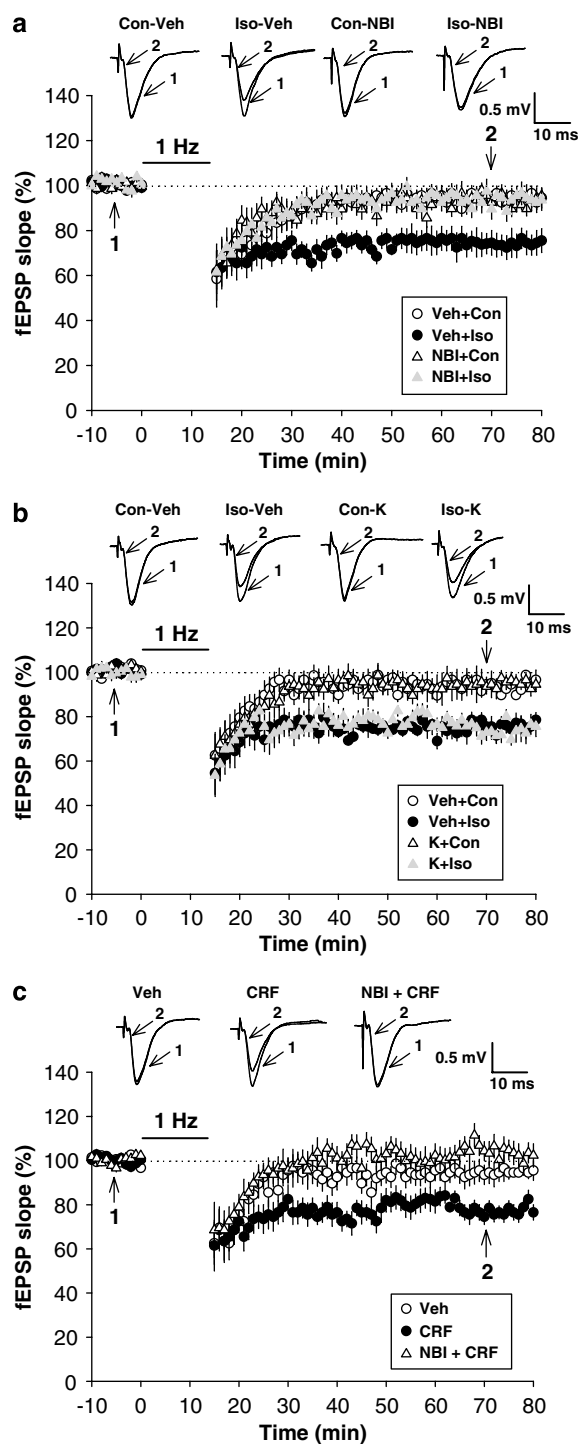 a
Con-Veh Iso-Veh Con-NBI Iso-NBI
2 2 2 2
1 1 1 1
0.5 mV
10 ms
140
120
100
80
60
40
20
0
fEPSP slope (%)
1 Hz
1
2
Veh+Con
Veh+Iso
NBI+Con
NBI+Iso
-10 0 10 20 30 40 50 60 70 80
Time (min)
b
Con-Veh Iso-Veh Con-K Iso-K
2 2 2 2
1 1 1 1
0.5 mV
10 ms
140
120
100
80
60
40
20
0
fEPSP slope (%)
1 Hz
1
2
Veh+Con
Veh+Iso
K+Con
K+Iso
-10 0 10 20 30 40 50 60 70 80
Time (min)
c
Veh CRF NBI + CRF
2 2 2
1 1 1
0.5 mV
10 ms
140
120
100
80
60
40
20
0
fEPSP slope (%)
1 Hz
1
2
Veh
CRF
NBI + CRF
-10 0 10 20 30 40 50 60 70 80
Time (min)